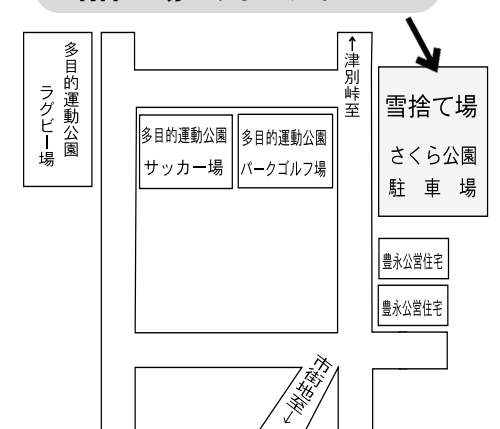 多目的運動公園
ラグビー場
↑津別峠至
雪捨て場
さくら公園
駐車場
多目的運動公園
サッカー場
多目的運動公園
パークゴルフ場
豊永公営住宅
豊永公営住宅
市街地至→